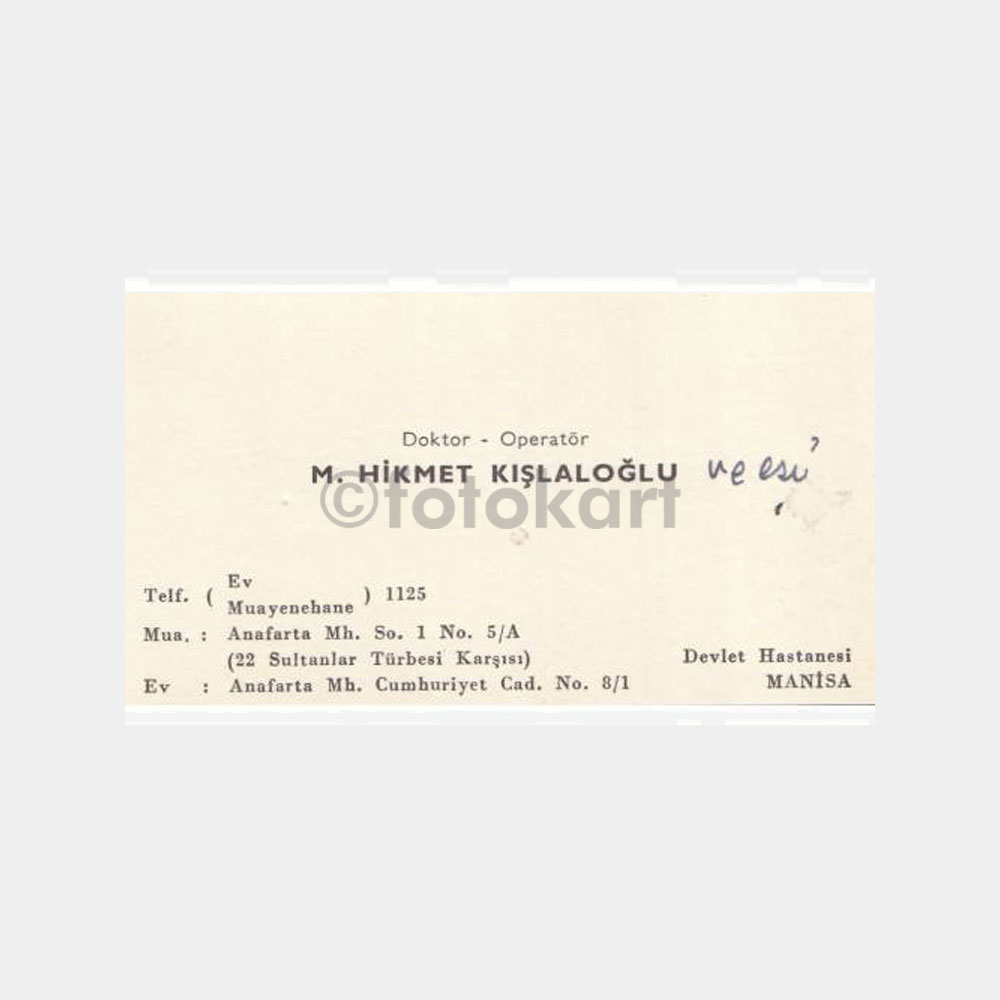 Doktor - Operatör
M. HİKMET KIŞLALOĞLU ve eşi
©fotokart
Telf. ( Ev
Muayenehane ) 1125
Mua. : Anafarta Mh. So. 1 No. 5/A
(22 Sultanlar Türbesi Karşısı)
Ev : Anafarta Mh. Cumhuriyet Cad. No. 8/1
Devlet Hastanesi
MANİSA